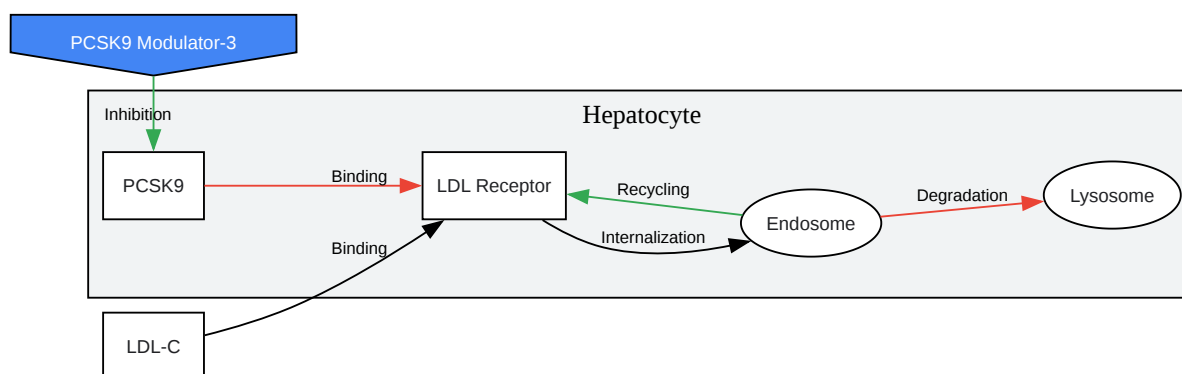 PCSK9 Modulator-3
Inhibition
Hepatocyte
PCSK9
Binding
LDL Receptor
Recycling
Internalization
Endosome
Degradation
Lysosome
Binding
LDL-C